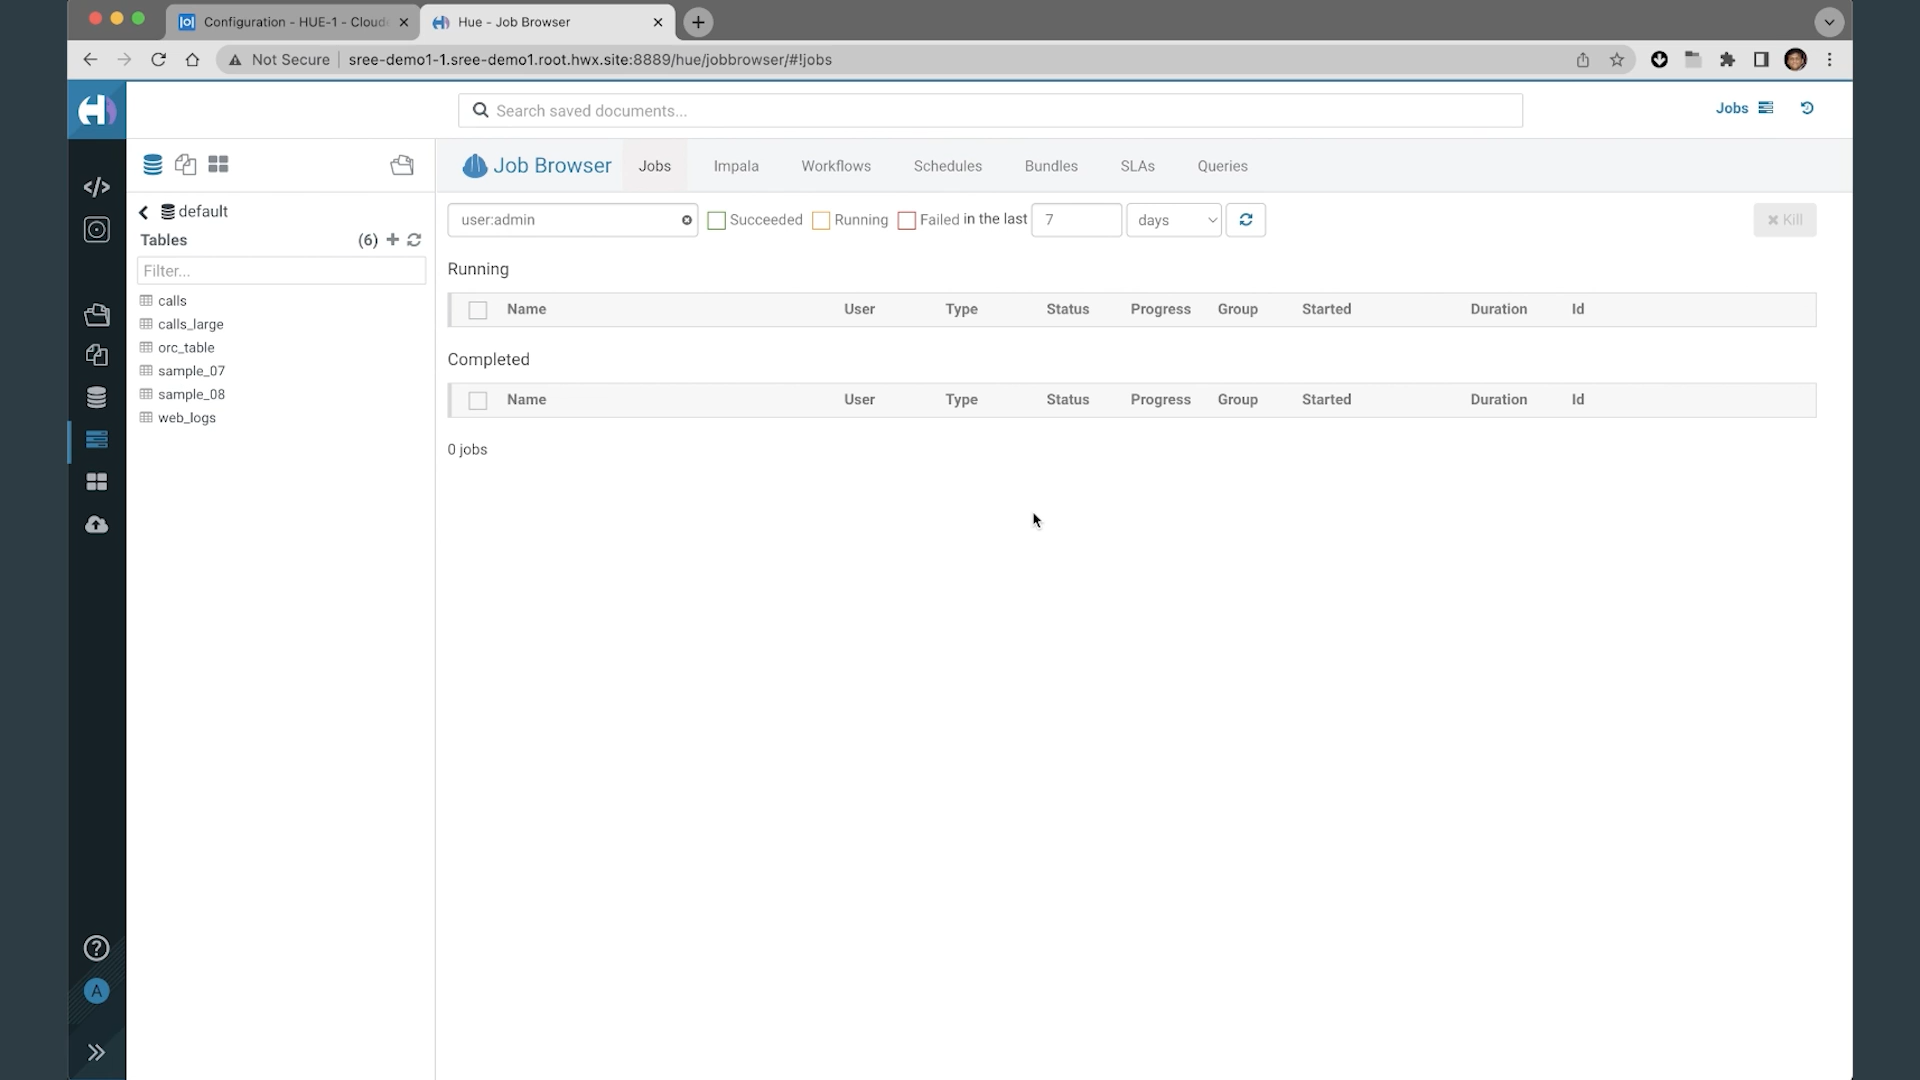 Configuration - HUE-1 - Cloud
Hue - Job Browser
Not Secure
sree-demo1-1.sree-demo1.root.hwx.site:8889/hue/jobbrowser/#!jobs
Search saved documents...
Jobs
Job Browser
Jobs
Impala
Workflows
Schedules
Bundles
SLAs
Queries
default
Tables
(6)
Filter...
calls
calls_large
orc_table
sample_07
sample_08
web_logs
user:admin
Succeeded
Running
Failed in the last
7
days
Kill
Running
Name User Type Status Progress Group Started Duration Id
Completed
Name User Type Status Progress Group Started Duration Id
0 jobs
A